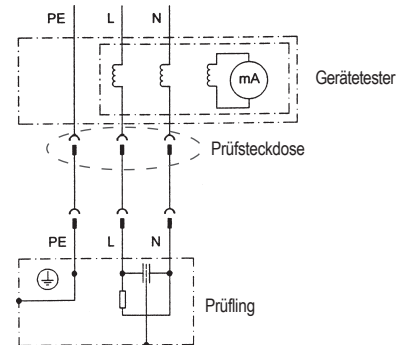 PE L N
mA
Gerätetester
Prüfsteckdose
PE L N
Prüfling